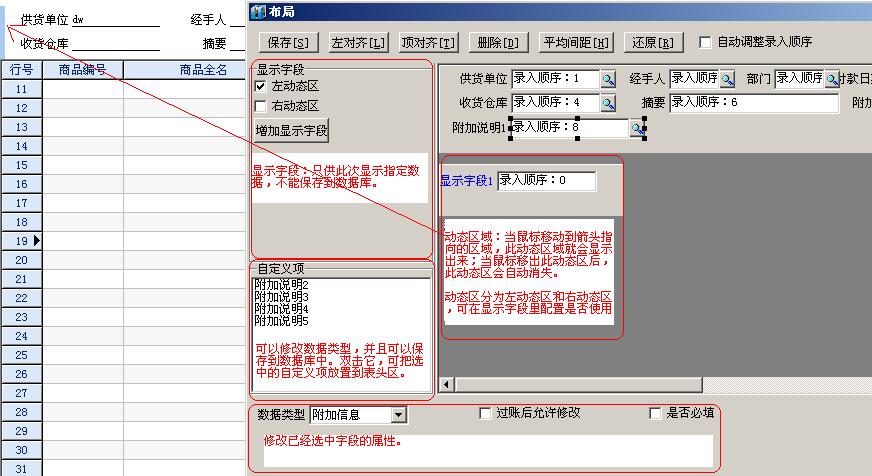 供货单位 dw
经手人
收货仓库
摘要
行号 商品编号 商品全名
11
12
13
14
15
16
17
18
19
20
21
22
23
24
25
26
27
28
29
30
31
布局
保存[S] 左对齐[L] 顶对齐[T] 删除[D] 平均间距[H] 还原[R] 自动调整录入顺序
显示字段
左动态区
右动态区
增加显示字段
显示字段：只供此次显示指定数
据，不能保存到数据库。
自定义项
附加说明2
附加说明3
附加说明4
附加说明5
可以修改数据类型，并且可以保
存到数据库中。双击它，可把选
中的自定义项放置到表头区。
供货单位 录入顺序：1 经手人 录入顺序 部门 录入顺序 付款日
收货仓库 录入顺序：4 摘要 录入顺序：6 附加
附加说明1 录入顺序：8
显示字段1 录入顺序：0
动态区域：当鼠标移动到箭头指
向的区域，此动态区域就会显示
出来；当鼠标移出此动态区后，
此动态区会自动消失。
动态区分为左动态区和右动态区
，可在显示字段里配置是否使用
数据类型 附加信息 过账后允许修改 是否必填
修改已经选中字段的属性。